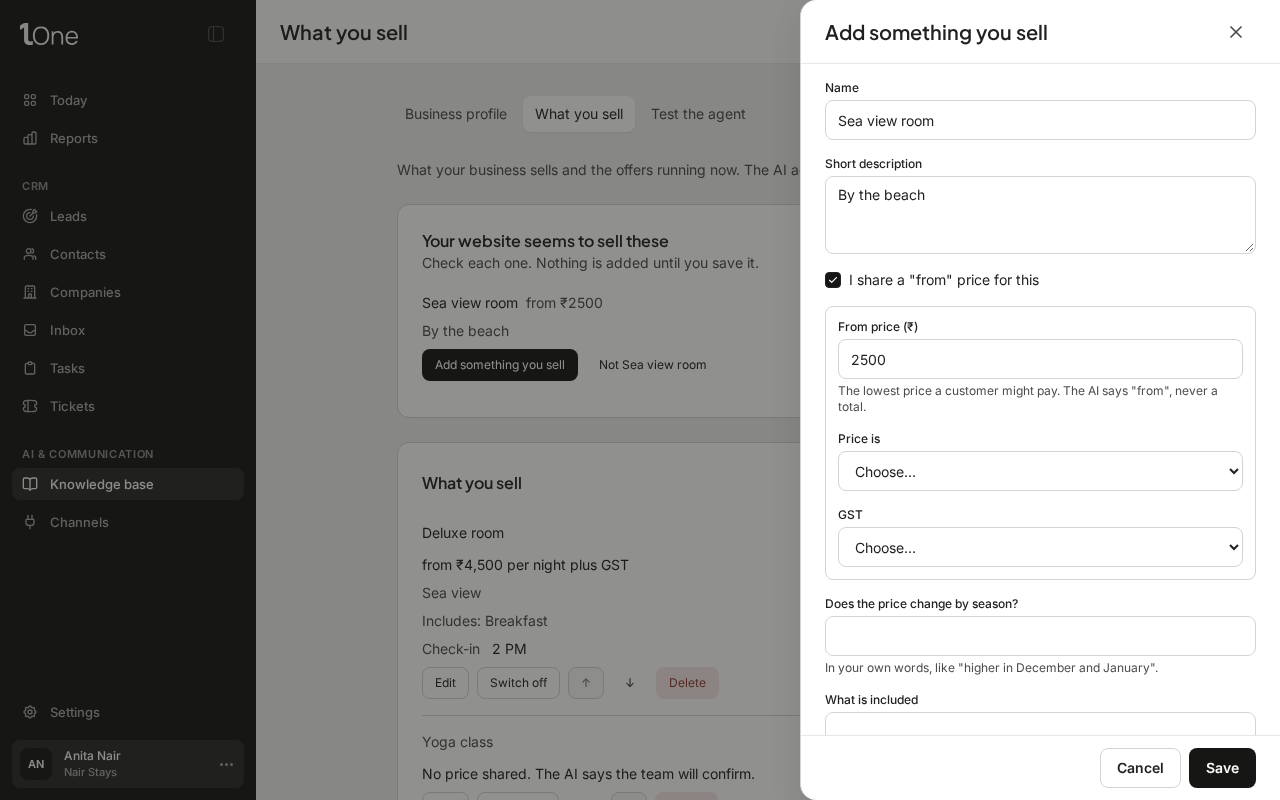 1One
Today
Reports
CRM
Leads
Contacts
Companies
Inbox
Tasks
Tickets
AI & COMMUNICATION
Knowledge base
Channels
Settings
AN
Anita Nair
Nair Stays
What you sell
Business profile
What you sell
Test the agent
What your business sells and the offers running now. The AI a
Your website seems to sell these
Check each one. Nothing is added until you save it.
Sea view room from ₹2500
By the beach
Add something you sell
Not Sea view room
What you sell
Deluxe room
from ₹4,500 per night plus GST
Sea view
Includes: Breakfast
Check-in 2 PM
Edit
Switch off
↑
↓
Delete
Yoga class
No price shared. The AI says the team will confirm.
Add something you sell
Name
Sea view room
Short description
By the beach
I share a "from" price for this
From price (₹)
2500
The lowest price a customer might pay. The AI says "from", never a
total.
Price is
Choose...
GST
Choose...
Does the price change by season?
In your own words, like "higher in December and January".
What is included
Cancel
Save